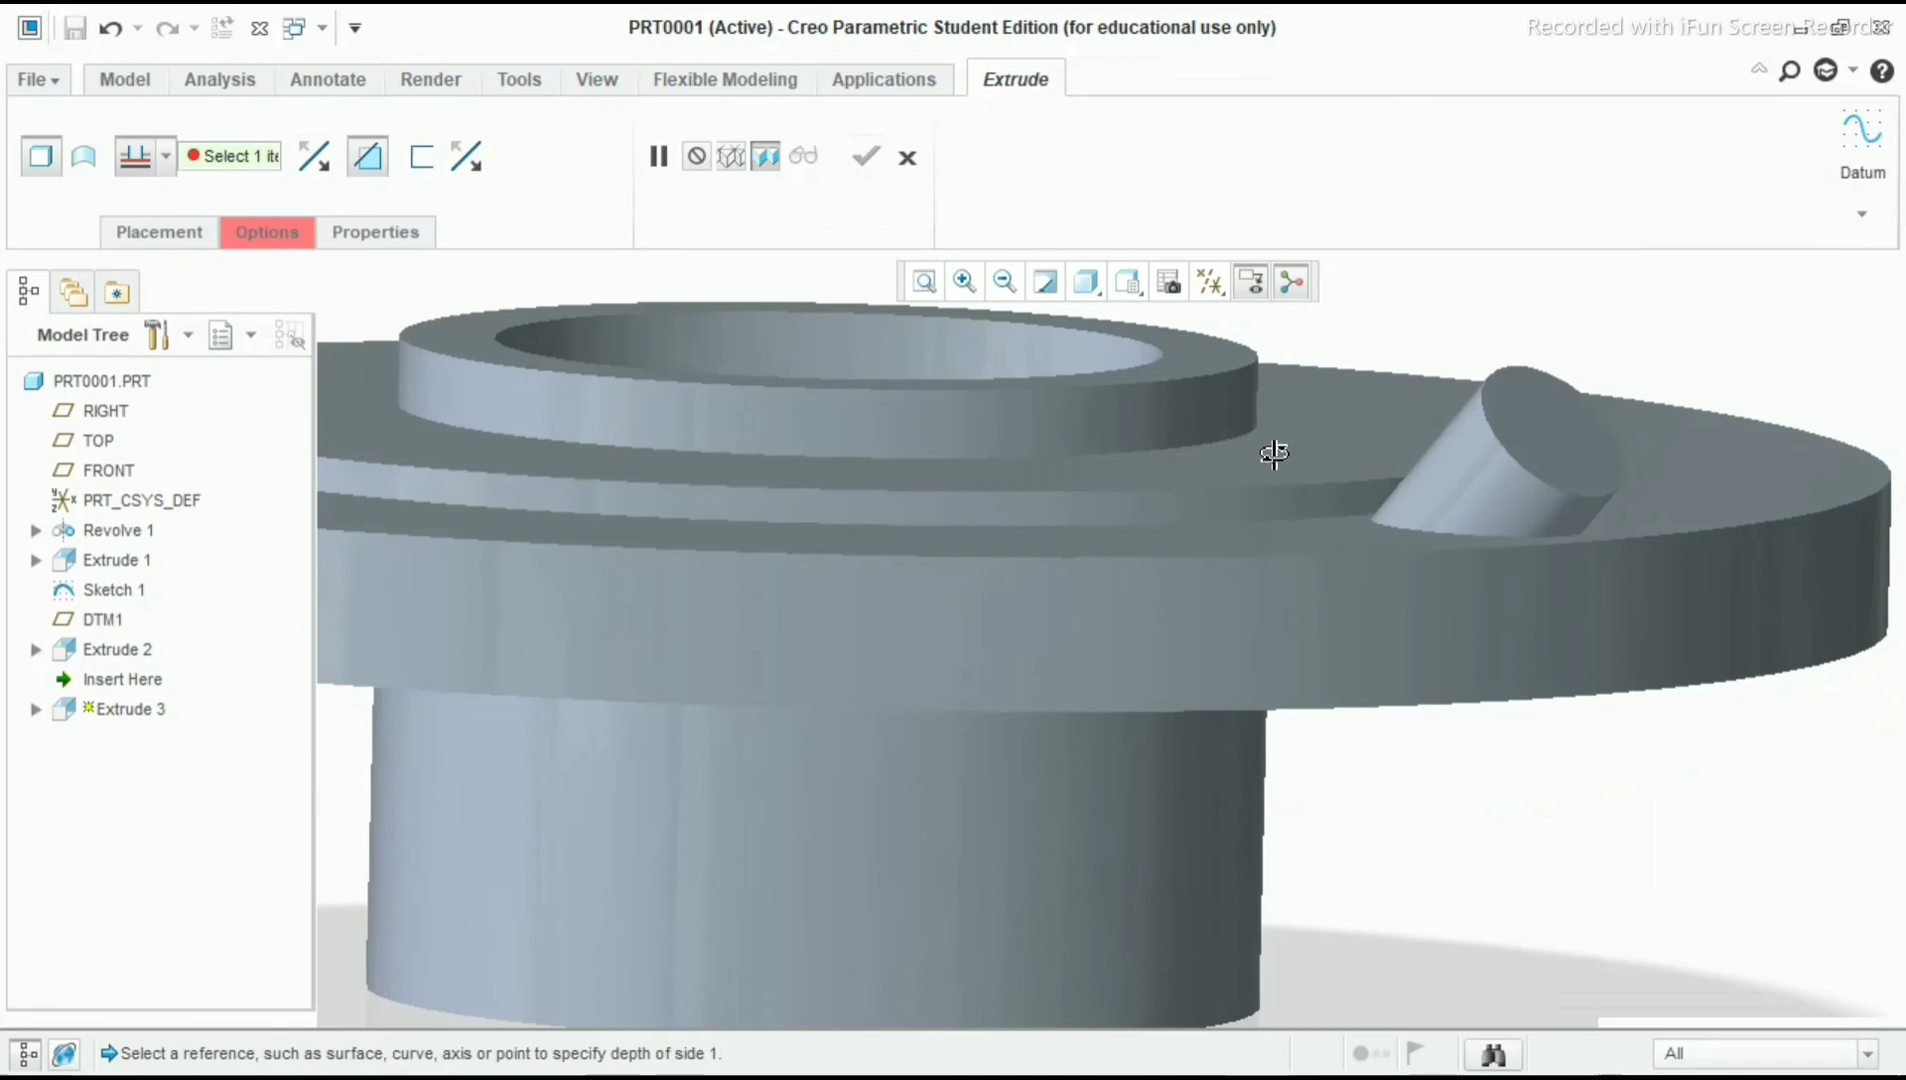 PRT0001 (Active) - Creo Parametric Student Edition (for educational use only)
Recorded with iFun Screen Recorder
File Model Analysis Annotate Render Tools View Flexible Modeling Applications Extrude
Select 1 ite
Datum
Placement Options Properties
Model Tree
PRT0001.PRT
RIGHT
TOP
FRONT
PRT_CSYS_DEF
Revolve 1
Extrude 1
Sketch 1
DTM1
Extrude 2
Insert Here
Extrude 3
Select a reference, such as surface, curve, axis or point to specify depth of side 1.
All